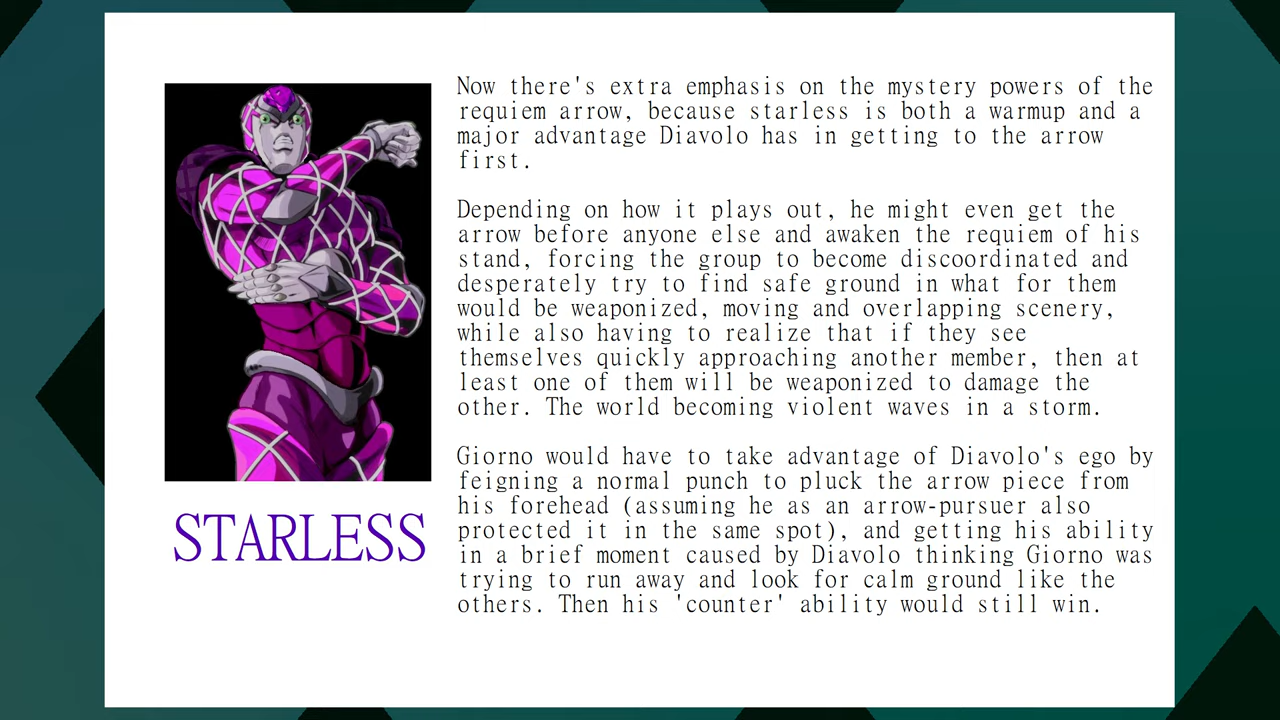 Now there's extra emphasis on the mystery powers of the
requiem arrow, because starless is both a warmup and a
major advantage Diavolo has in getting to the arrow
first.
Depending on how it plays out, he might even get the
arrow before anyone else and awaken the requiem of his
stand, forcing the group to become discoordinated and
desperately try to find safe ground in what for them
would be weaponized, moving and overlapping scenery,
while also having to realize that if they see
themselves quickly approaching another member, then at
least one of them will be weaponized to damage the
other. The world becoming violent waves in a storm.
Giorno would have to take advantage of Diavolo's ego by
feigning a normal punch to pluck the arrow piece from
his forehead (assuming he as an arrow-pursuer also
protected it in the same spot), and getting his ability
in a brief moment caused by Diavolo thinking Giorno was
trying to run away and look for calm ground like the
others. Then his 'counter' ability would still win.
STARLESS